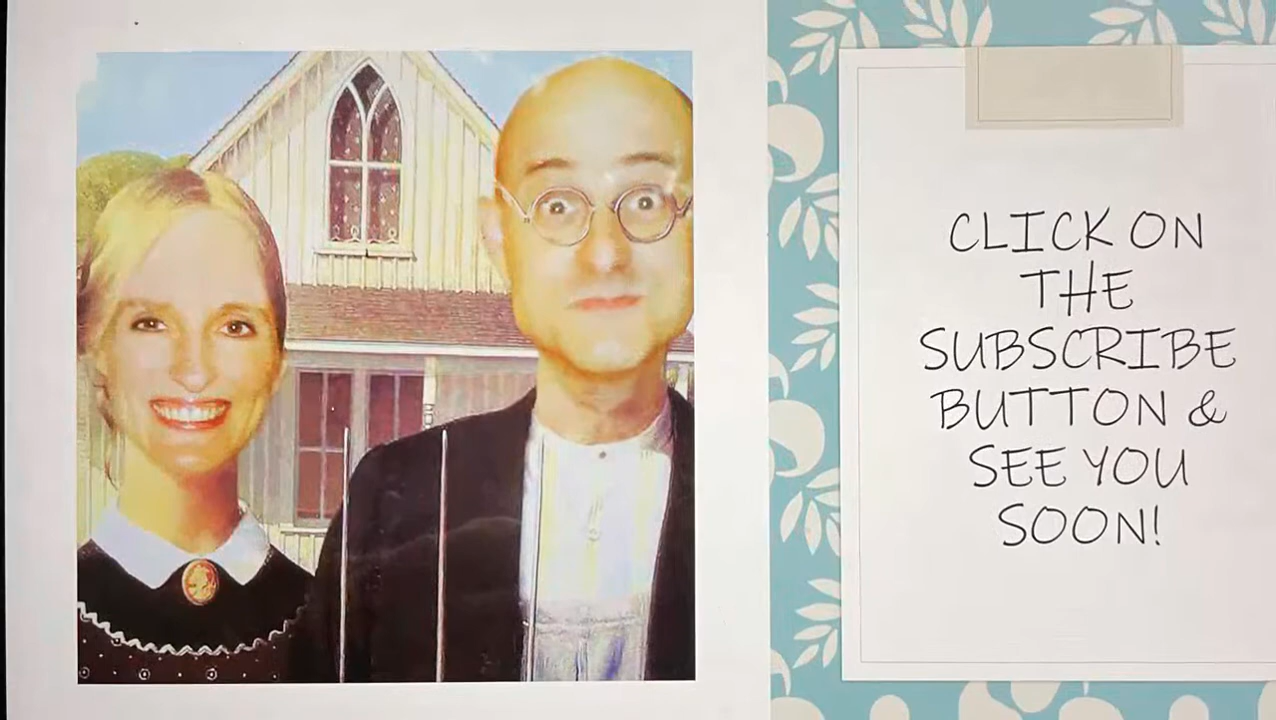 CLICK ON
THE
SUBSCRIBE
BUTTON &
SEE YOU
SOON!